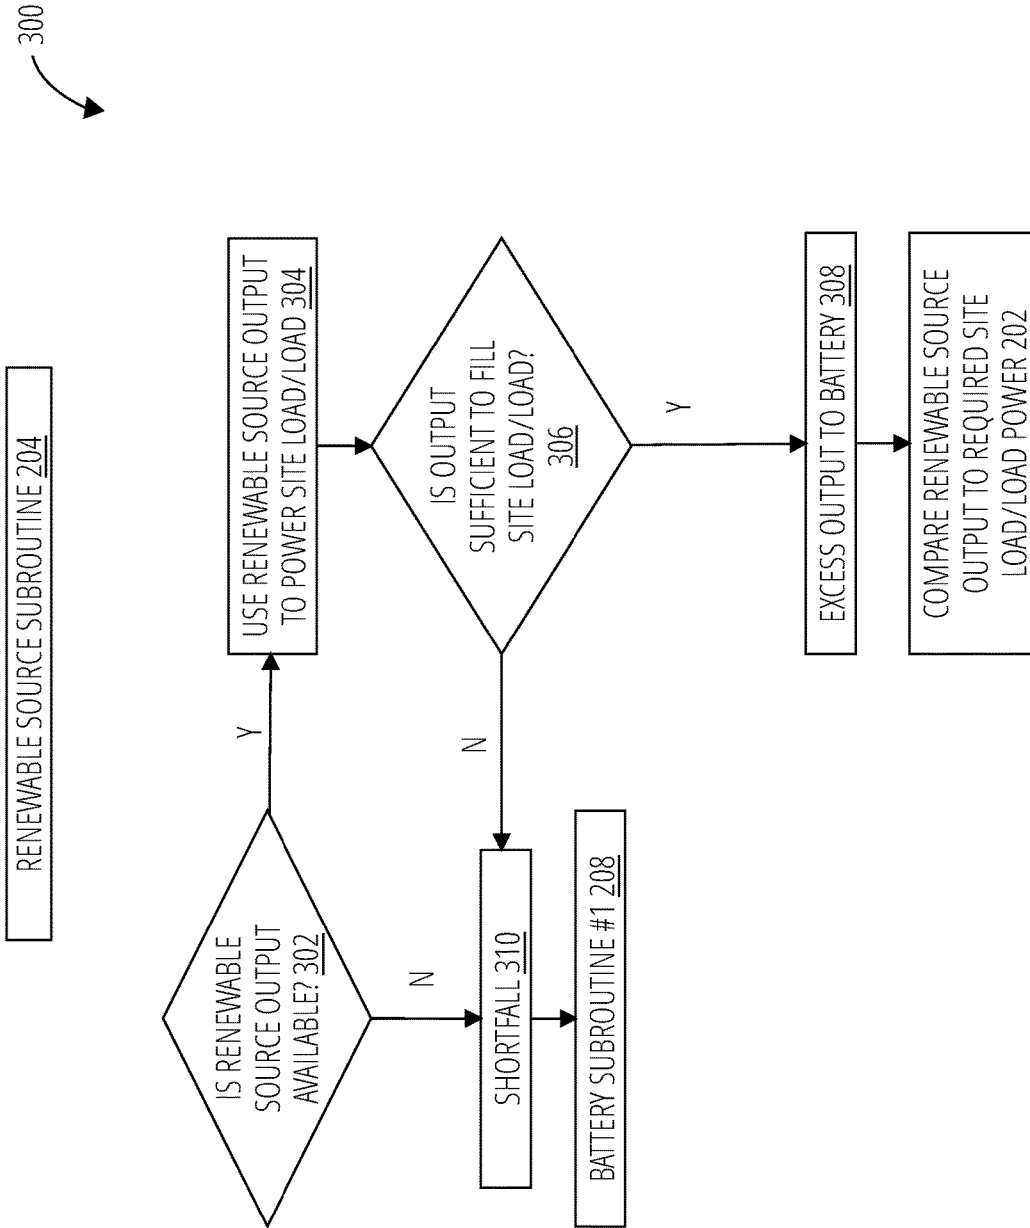 300
RENEWABLE SOURCE SUBROUTINE 204
IS RENEWABLE
SOURCE OUTPUT
AVAILABLE? 302
Y
USE RENEWABLE SOURCE OUTPUT
TO POWER SITE LOAD/LOAD 304
N
IS OUTPUT
SUFFICIENT TO FILL
SITE LOAD/LOAD?
306
N
Y
SHORTFALL 310
BATTERY SUBROUTINE #1 208
EXCESS OUTPUT TO BATTERY 308
COMPARE RENEWABLE SOURCE
OUTPUT TO REQUIRED SITE
LOAD/LOAD POWER 202